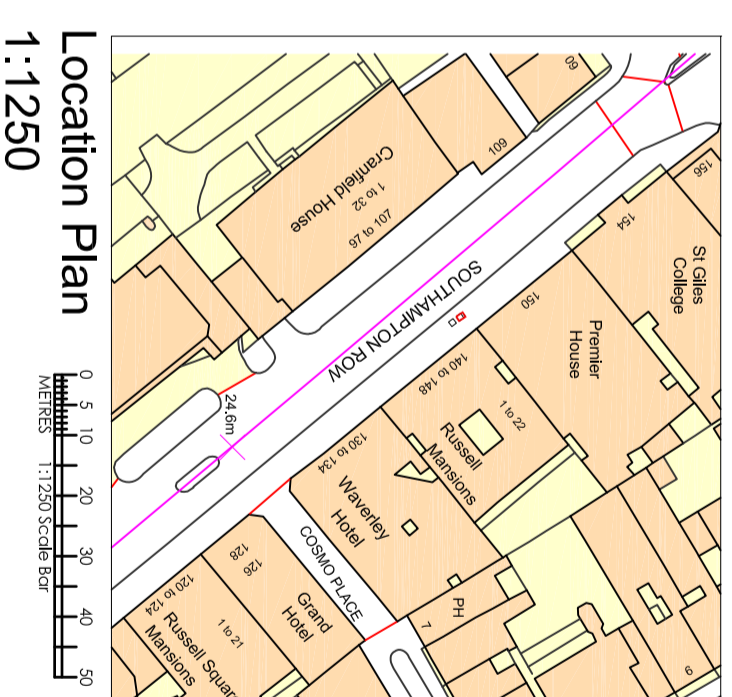 Location Plan
1:1250
0 5 10 20 30 40 50
METRES 1:1250 Scale Bar
60
109
Cranfield House
1 to 32
97 to 107
SOUTHAMPTON ROW
24.6m
156
154
St Giles
College
150
Premier
House
140 to 148
1 to 22
Russell
Mansions
130 to 134
Waverley
Hotel
COSMO PLACE
PH
7
9
128
126
Grand
Hotel
120 to 124
1 to 21
Russell Squar
Mansions